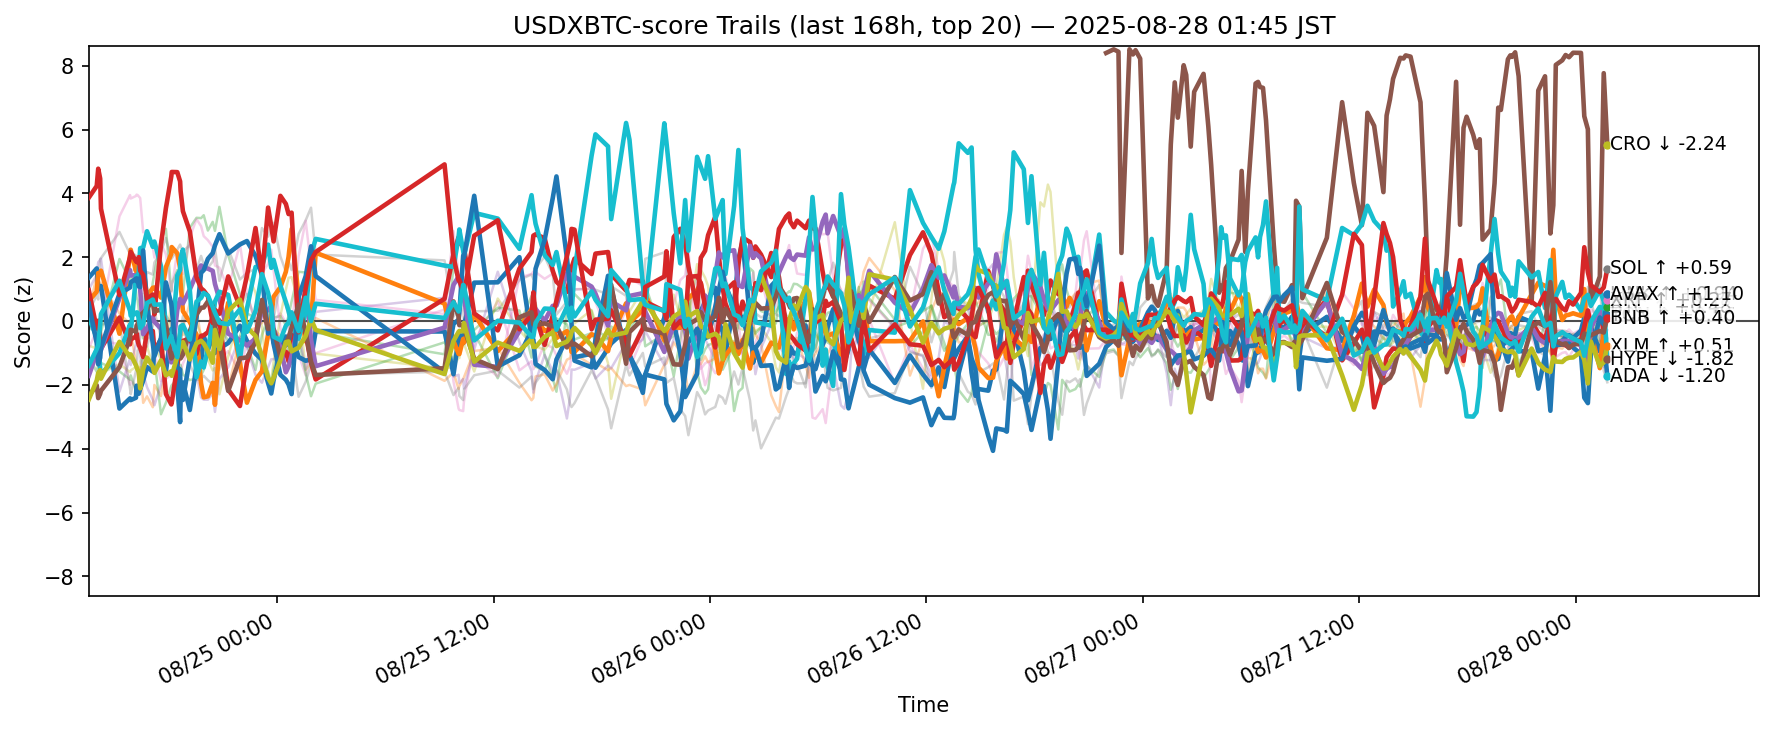 USDXBTC-score Trails (last 168h, top 20) — 2025-08-28 01:45 JST
Score (z)
8
6
4
2
0
−2
−4
−6
−8
CRO ↓ -2.24
SOL ↑ +0.59
AVAX ↑ +1.10
BNB ↑ +0.40
XLM ↑ +0.51
HYPE ↓ -1.82
ADA ↓ -1.20
08/25 00:00
08/25 12:00
08/26 00:00
08/26 12:00
08/27 00:00
08/27 12:00
08/28 00:00
Time